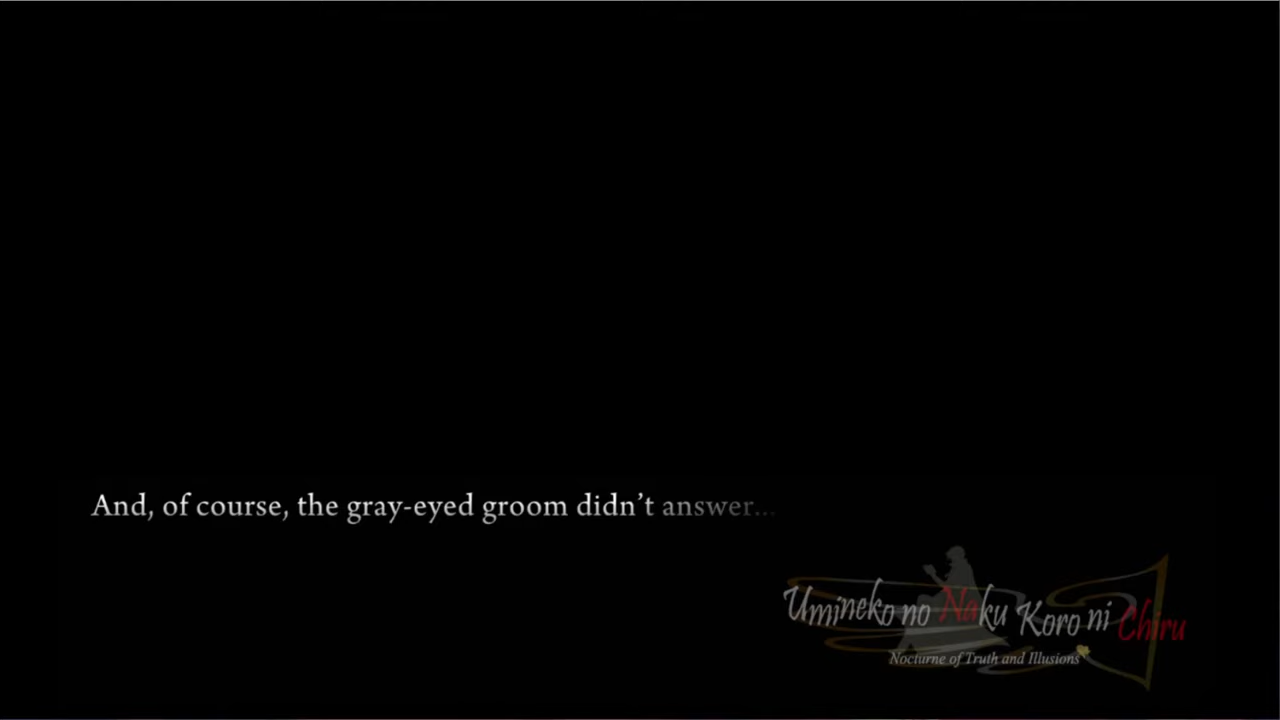 And, of course, the gray-eyed groom didn’t answer...
Umineko no Naku Koro ni Chiru
Nocturne of Truth and Illusions